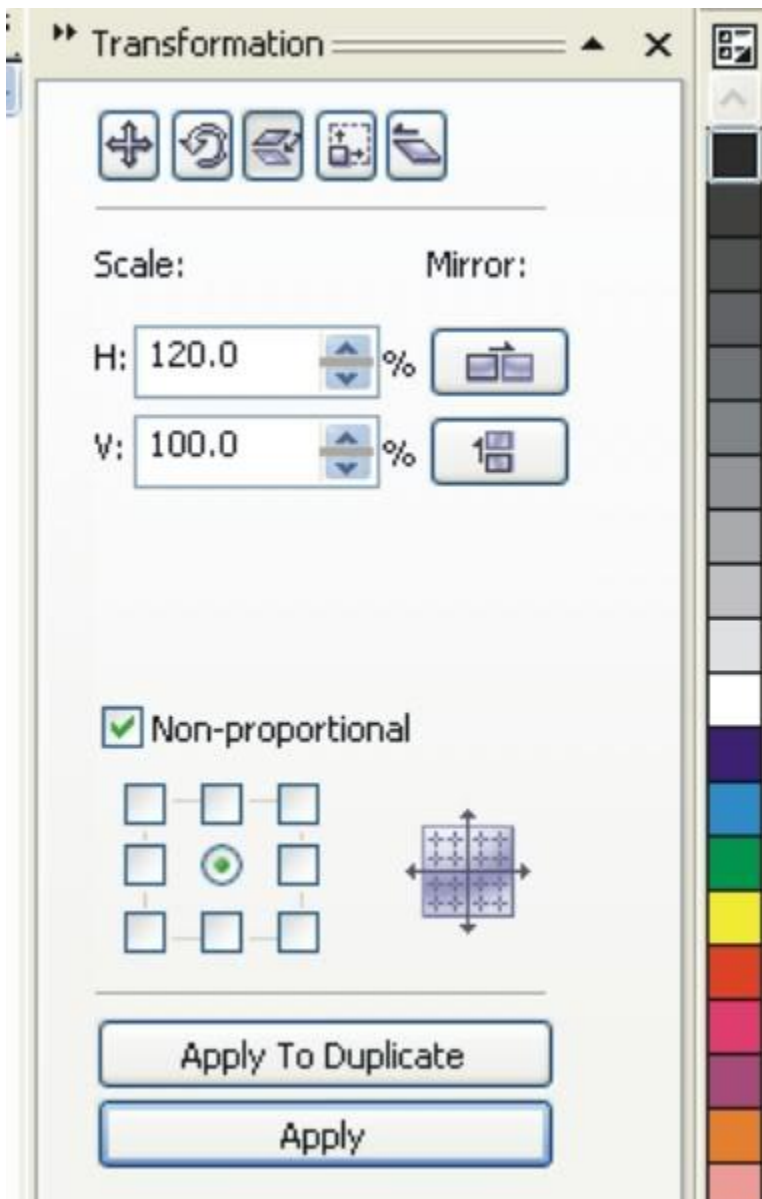 Transformation
Scale: Mirror:
H: 120.0 %
V: 100.0 %
Non-proportional
Apply To Duplicate
Apply